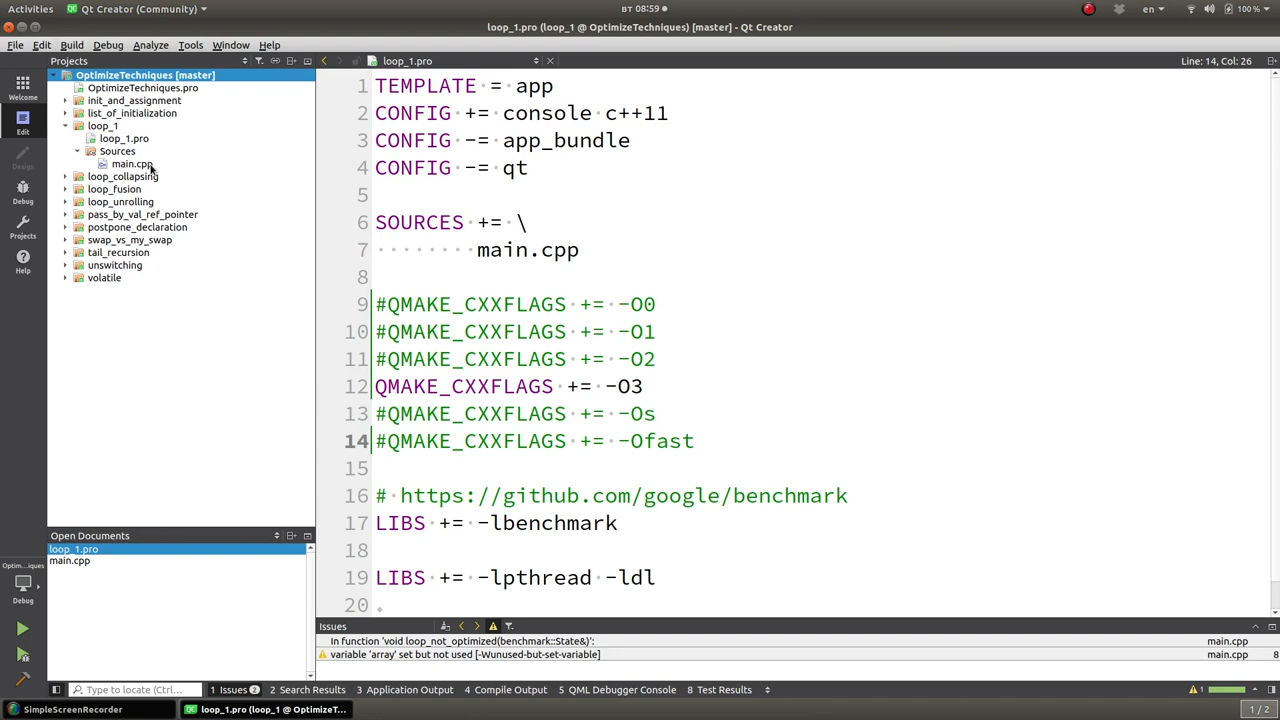 Activities Qt Creator (Community) ▾ ВТ 08:59 en 100 %
loop_1.pro (loop_1 @ OptimizeTechniques) [master] - Qt Creator
File Edit Build Debug Analyze Tools Window Help
Projects
OptimizeTechniques [master]
OptimizeTechniques.pro
init_and_assignment
list_of_initialization
loop_1
loop_1.pro
Sources
main.cpp
loop_collapsing
loop_fusion
loop_unrolling
pass_by_val_ref_pointer
postpone_declaration
swap_vs_my_swap
tail_recursion
unswitching
volatile
Welcome
Edit
Design
Debug
Projects
Help
loop_1.pro Line: 14, Col: 26
1 TEMPLATE = app
2 CONFIG += console c++11
3 CONFIG -= app_bundle
4 CONFIG -= qt
5
6 SOURCES += \
7 main.cpp
8
9 #QMAKE_CXXFLAGS += -O0
10 #QMAKE_CXXFLAGS += -O1
11 #QMAKE_CXXFLAGS += -O2
12 QMAKE_CXXFLAGS += -O3
13 #QMAKE_CXXFLAGS += -Os
14 #QMAKE_CXXFLAGS += -Ofast
15
16 # https://github.com/google/benchmark
17 LIBS += -lbenchmark
18
19 LIBS += -lpthread -ldl
20
Open Documents
loop_1.pro
main.cpp
Optim...iques
Debug
Issues
In function ‘void loop_not_optimized(benchmark::State&)’: main.cpp
variable ‘array’ set but not used [-Wunused-but-set-variable] main.cpp 8
Type to locate (Ctrl... 1 Issues 2 2 Search Results 3 Application Output 4 Compile Output 5 QML Debugger Console 8 Test Results 1
SimpleScreenRecorder loop_1.pro (loop_1 @ OptimizeT... 1 / 2